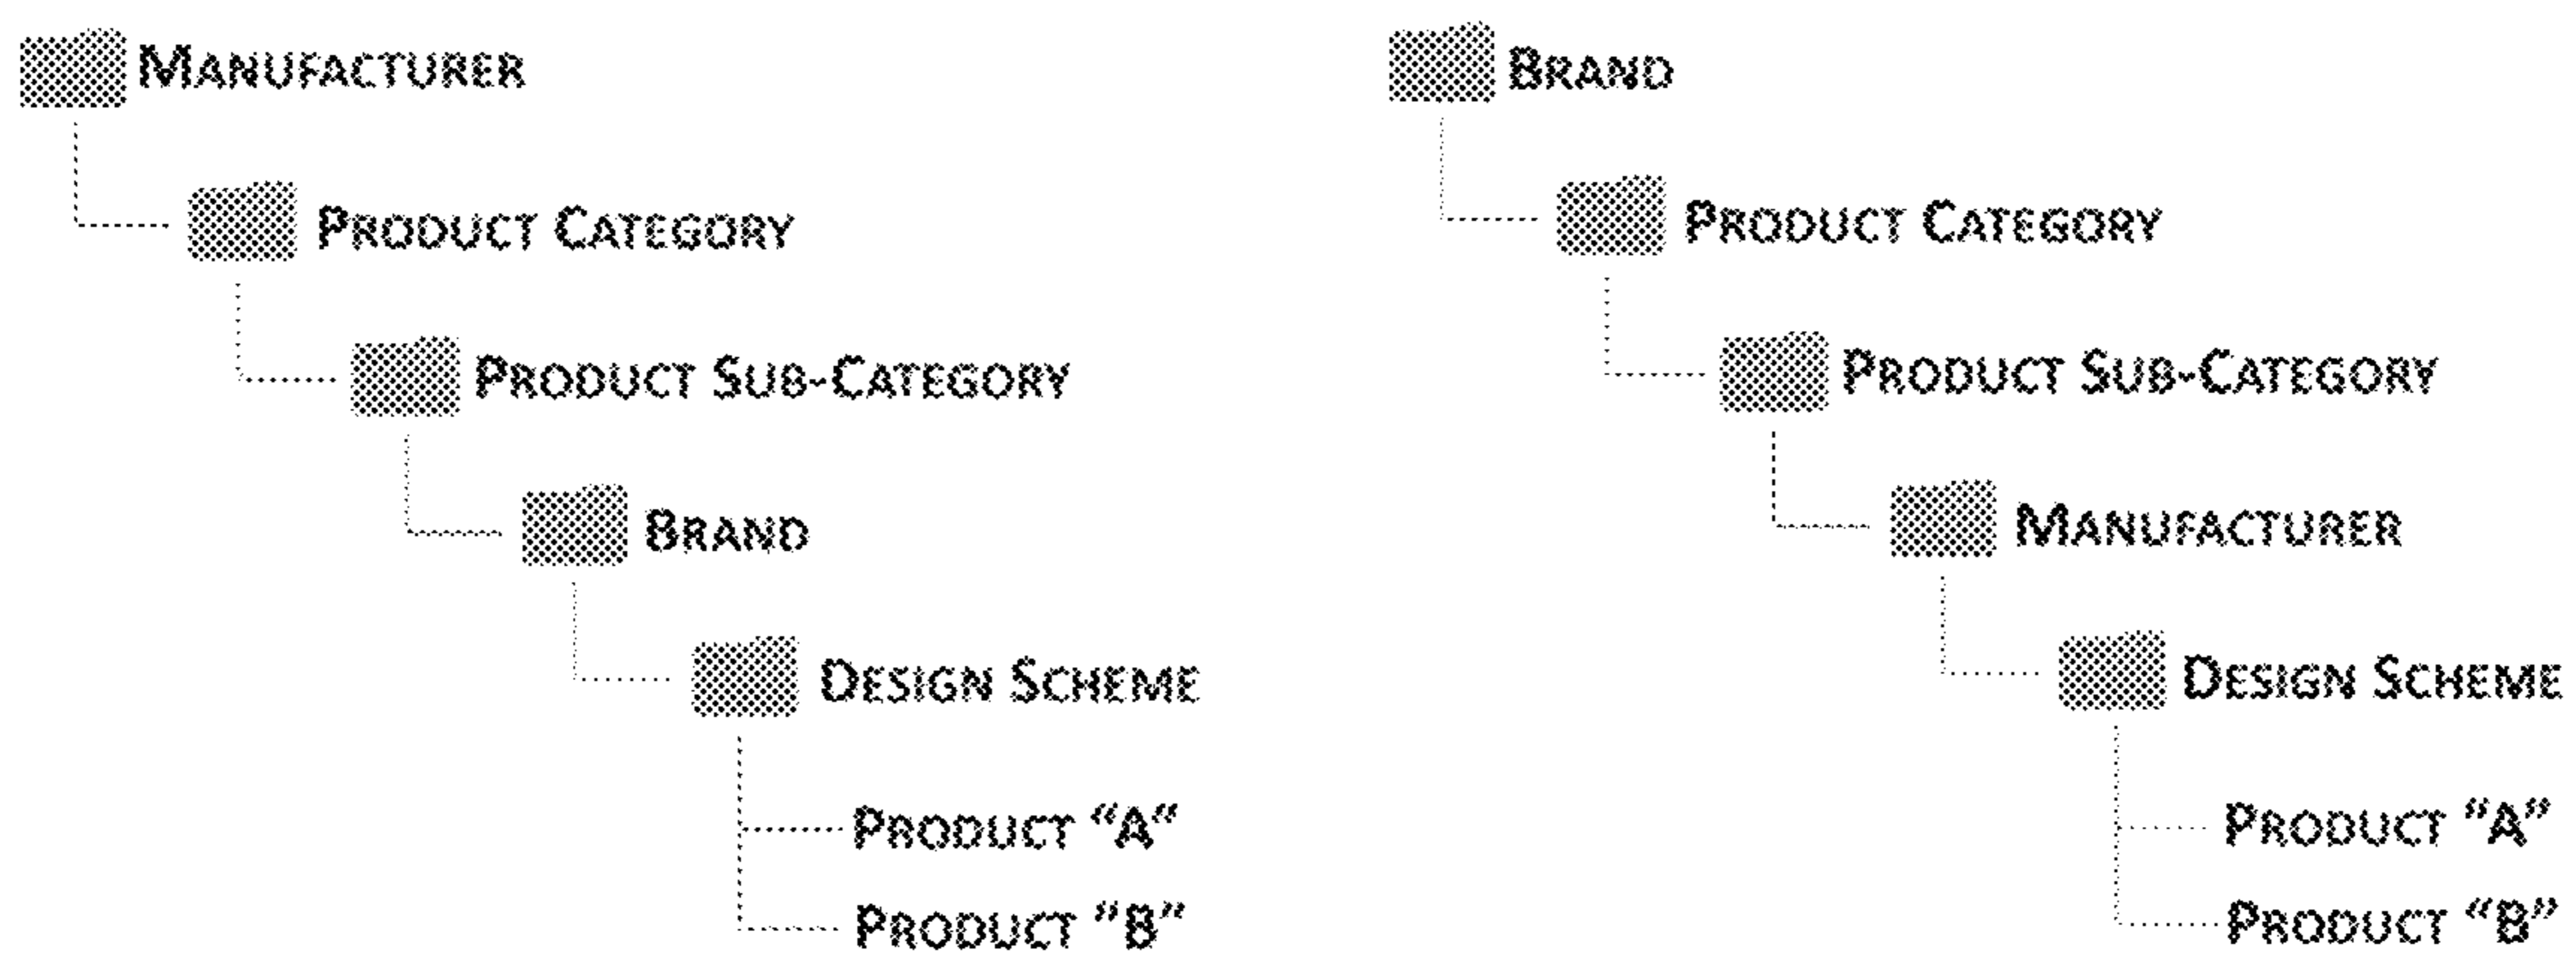 MANUFACTURER
PRODUCT CATEGORY
PRODUCT SUB-CATEGORY
BRAND
DESIGN SCHEME
PRODUCT “A”
PRODUCT “B”
BRAND
PRODUCT CATEGORY
PRODUCT SUB-CATEGORY
MANUFACTURER
DESIGN SCHEME
PRODUCT “A”
PRODUCT “B”